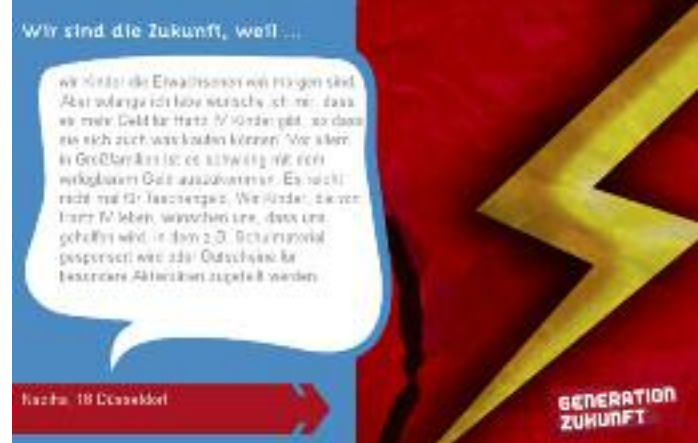 Wir sind die Zukunft, weil ...
wir Kinder die Erwachsenen von morgen sind.
Aber solange ich lebe wünsche ich mir, dass
es mehr Geld für Hartz IV Kinder gibt, so dass
sie sich auch was kaufen können. Vor allem
in Großfamilien ist es schwierig mit dem
verfügbarem Geld auszukommen. Es reicht
nicht mal für Taschengeld. Wir Kinder, die von
Hartz IV leben, wünschen uns, dass uns
geholfen wird, in dem z.B. Schulmaterial
gesponsert wird oder Gutscheine für
besondere Aktivitäten zugeteilt werden.
18 Düsseldorf
GENERATION
ZUKUNFT